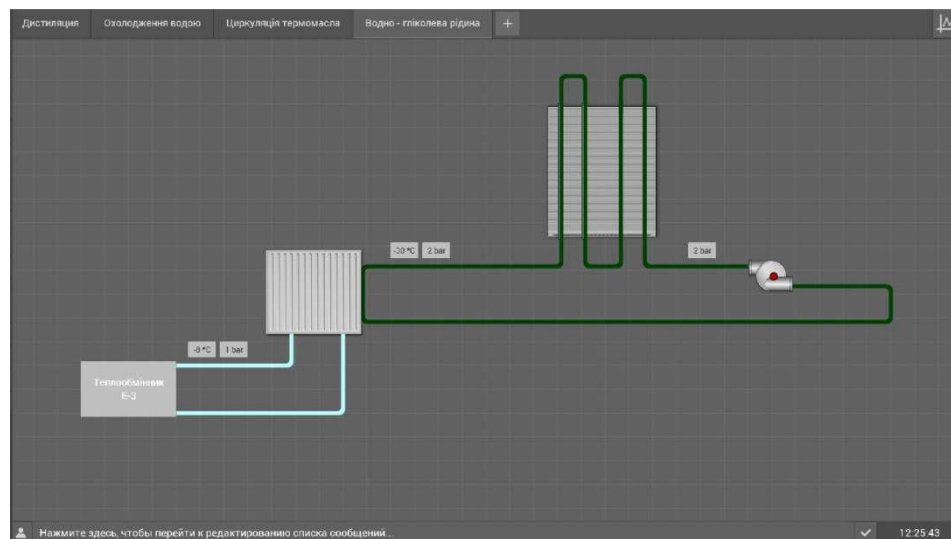 Дистиляция
Охолодження водою
Циркуляція термомасла
Водно - гліколева рідина
+
-30 °C
2 bar
2 bar
1 bar
Теплообмінник
Е-3
Нажмите здесь, чтобы перейти к редактированию списка сообщений...
12:25:43